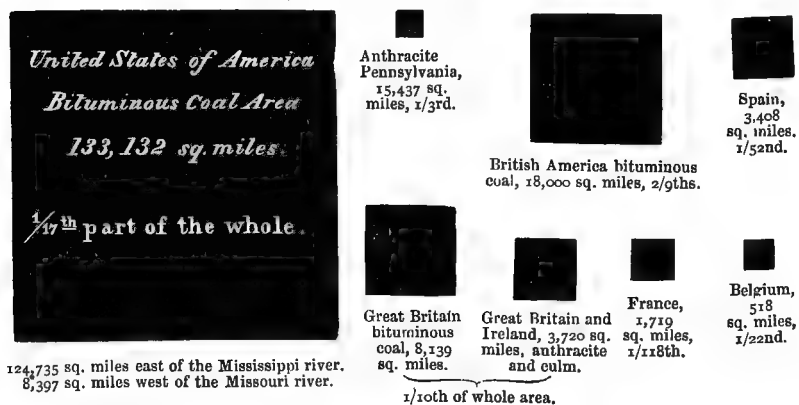 United States of America
Bituminous Coal Area
133,132 sq. miles.
1/17th part of the whole.
124,735 sq. miles east of the Mississippi river.
8,397 sq. miles west of the Missouri river.
Anthracite
Pennsylvania,
15,437 sq.
miles, 1/3rd.
British America bituminous
coal, 18,000 sq. miles, 2/9ths.
Spain,
3,408
sq. miles.
1/52nd.
Great Britain
bituminous
coal, 8,139
sq. miles.
Great Britain and
Ireland, 3,720 sq.
miles, anthracite
and culm.
1/10th of whole area.
France,
1,719
sq. miles,
1/118th.
Belgium,
518
sq. miles,
1/22nd.